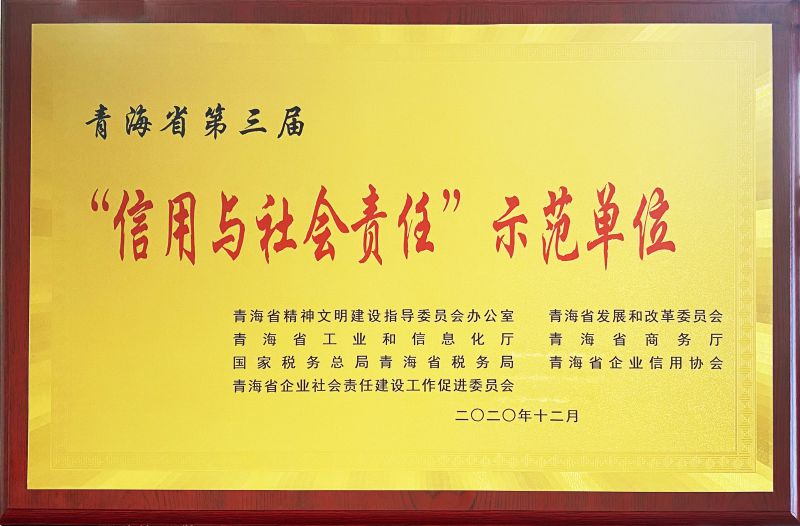 青海省第三届
“信用与社会责任”示范单位
青海省精神文明建设指导委员会办公室 青海省发展和改革委员会
青海省工业和信息化厅 青海省商务厅
国家税务总局青海省税务局 青海省企业信用协会
青海省企业社会责任建设工作促进委员会
二〇二〇年十二月